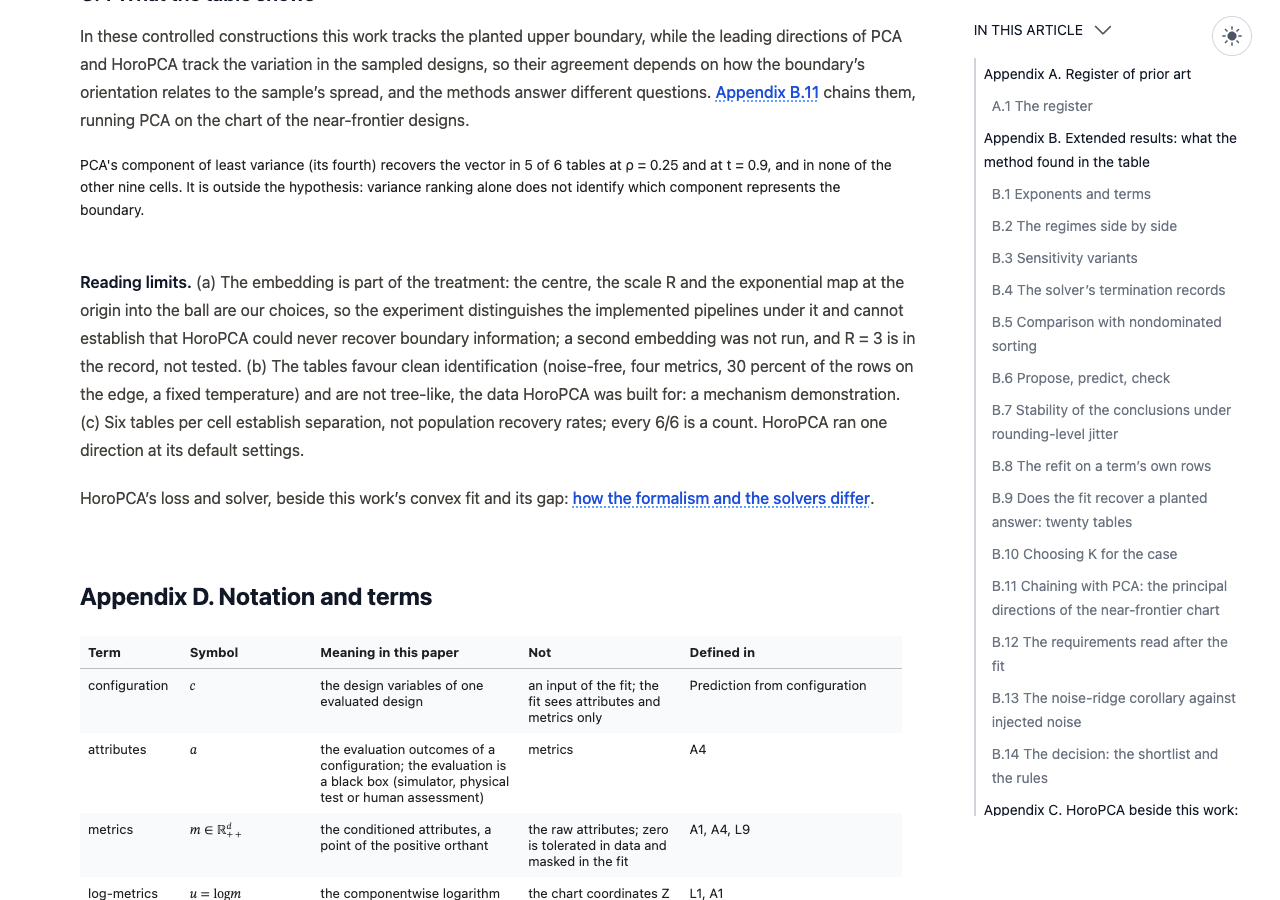 In these controlled constructions this work tracks the planted upper boundary, while the leading directions of PCA
and HoroPCA track the variation in the sampled designs, so their agreement depends on how the boundary’s
orientation relates to the sample’s spread, and the methods answer different questions. Appendix B.11 chains them,
running PCA on the chart of the near-frontier designs.
PCA's component of least variance (its fourth) recovers the vector in 5 of 6 tables at ρ = 0.25 and at t = 0.9, and in none of the
other nine cells. It is outside the hypothesis: variance ranking alone does not identify which component represents the
boundary.
Reading limits. (a) The embedding is part of the treatment: the centre, the scale R and the exponential map at the
origin into the ball are our choices, so the experiment distinguishes the implemented pipelines under it and cannot
establish that HoroPCA could never recover boundary information; a second embedding was not run, and R = 3 is in
the record, not tested. (b) The tables favour clean identification (noise-free, four metrics, 30 percent of the rows on
the edge, a fixed temperature) and are not tree-like, the data HoroPCA was built for: a mechanism demonstration.
(c) Six tables per cell establish separation, not population recovery rates; every 6/6 is a count. HoroPCA ran one
direction at its default settings.
HoroPCA’s loss and solver, beside this work’s convex fit and its gap: how the formalism and the solvers differ.
Appendix D. Notation and terms
Term Symbol Meaning in this paper Not Defined in
configuration c the design variables of one an input of the fit; the Prediction from configuration
evaluated design fit sees attributes and
metrics only
attributes a the evaluation outcomes of a metrics A4
configuration; the evaluation is
a black box (simulator, physical
test or human assessment)
metrics m ∈ ℝ^d_++ the conditioned attributes, a the raw attributes; zero A1, A4, L9
point of the positive orthant is tolerated in data and
masked in the fit
log-metrics u = log m the componentwise logarithm the chart coordinates Z L1, A1
IN THIS ARTICLE
Appendix A. Register of prior art
A.1 The register
Appendix B. Extended results: what the
method found in the table
B.1 Exponents and terms
B.2 The regimes side by side
B.3 Sensitivity variants
B.4 The solver’s termination records
B.5 Comparison with nondominated
sorting
B.6 Propose, predict, check
B.7 Stability of the conclusions under
rounding-level jitter
B.8 The refit on a term’s own rows
B.9 Does the fit recover a planted
answer: twenty tables
B.10 Choosing K for the case
B.11 Chaining with PCA: the principal
directions of the near-frontier chart
B.12 The requirements read after the
fit
B.13 The noise-ridge corollary against
injected noise
B.14 The decision: the shortlist and
the rules
Appendix C. HoroPCA beside this work: